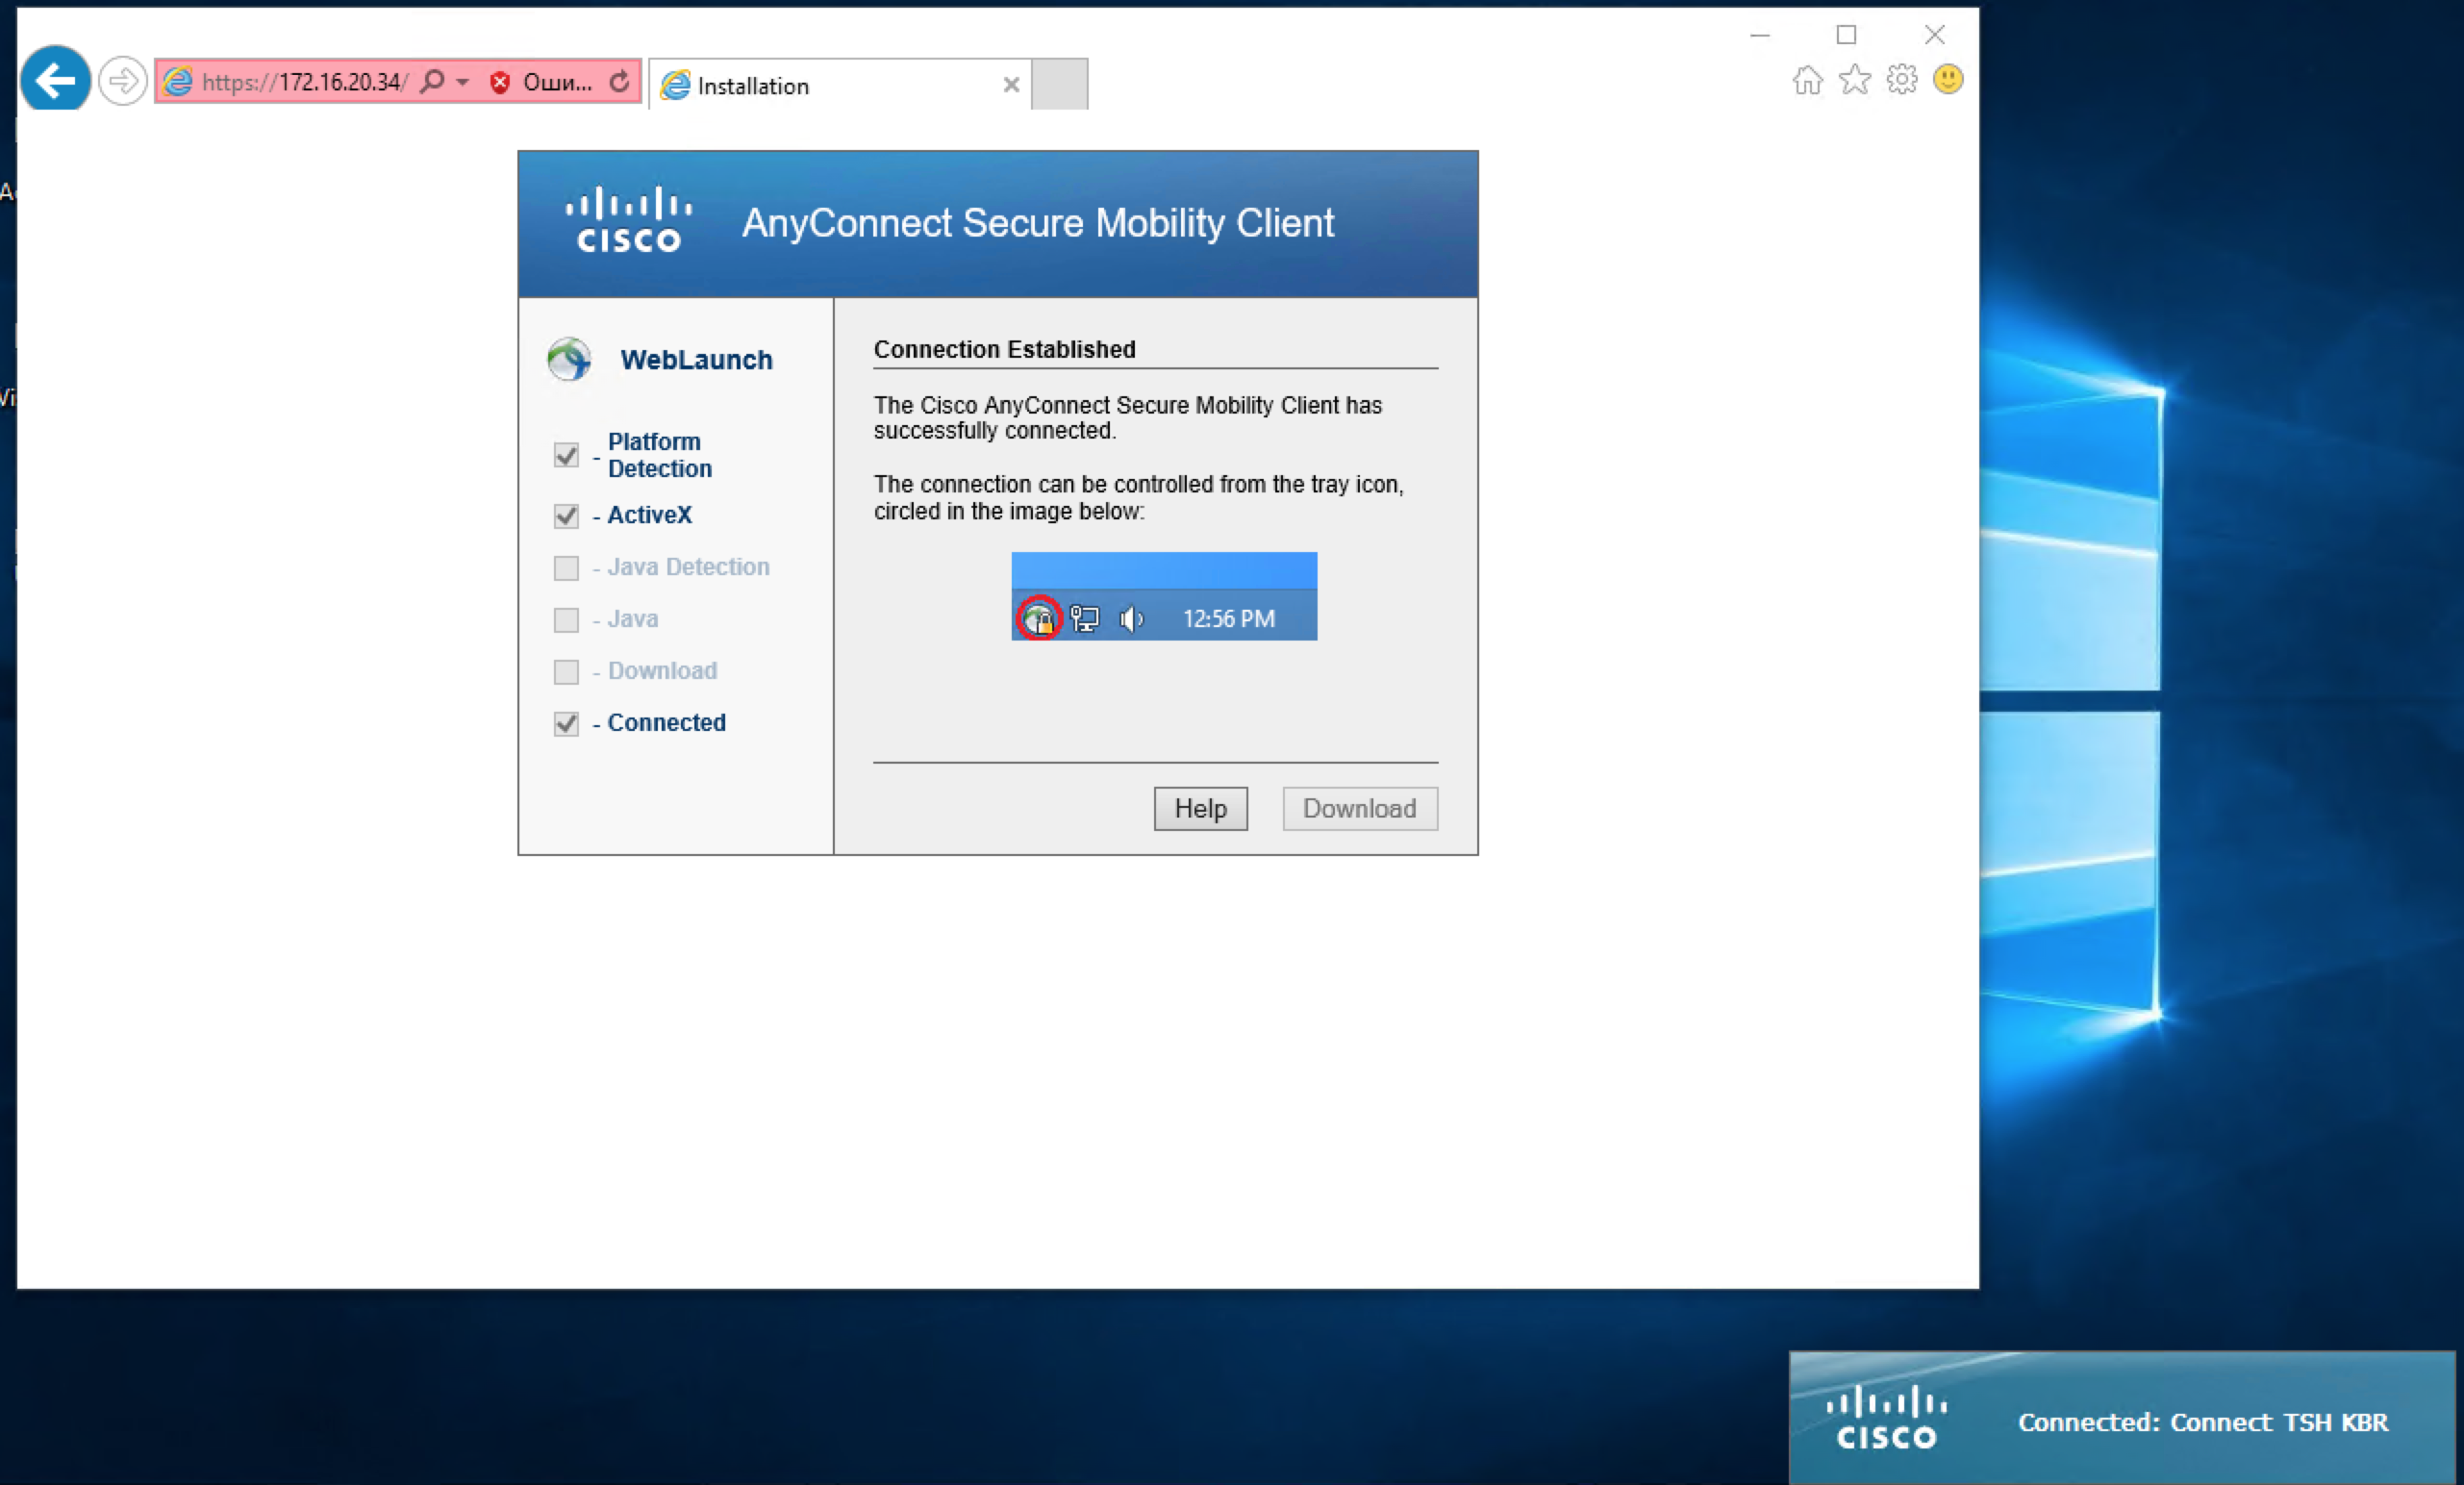 https://172.16.20.34/ Оши... Installation
CISCO AnyConnect Secure Mobility Client
WebLaunch
- Platform
Detection
- ActiveX
- Java Detection
- Java
- Download
- Connected
Connection Established
The Cisco AnyConnect Secure Mobility Client has
successfully connected.
The connection can be controlled from the tray icon,
circled in the image below:
12:56 PM
Help Download
CISCO Connected: Connect TSH KBR